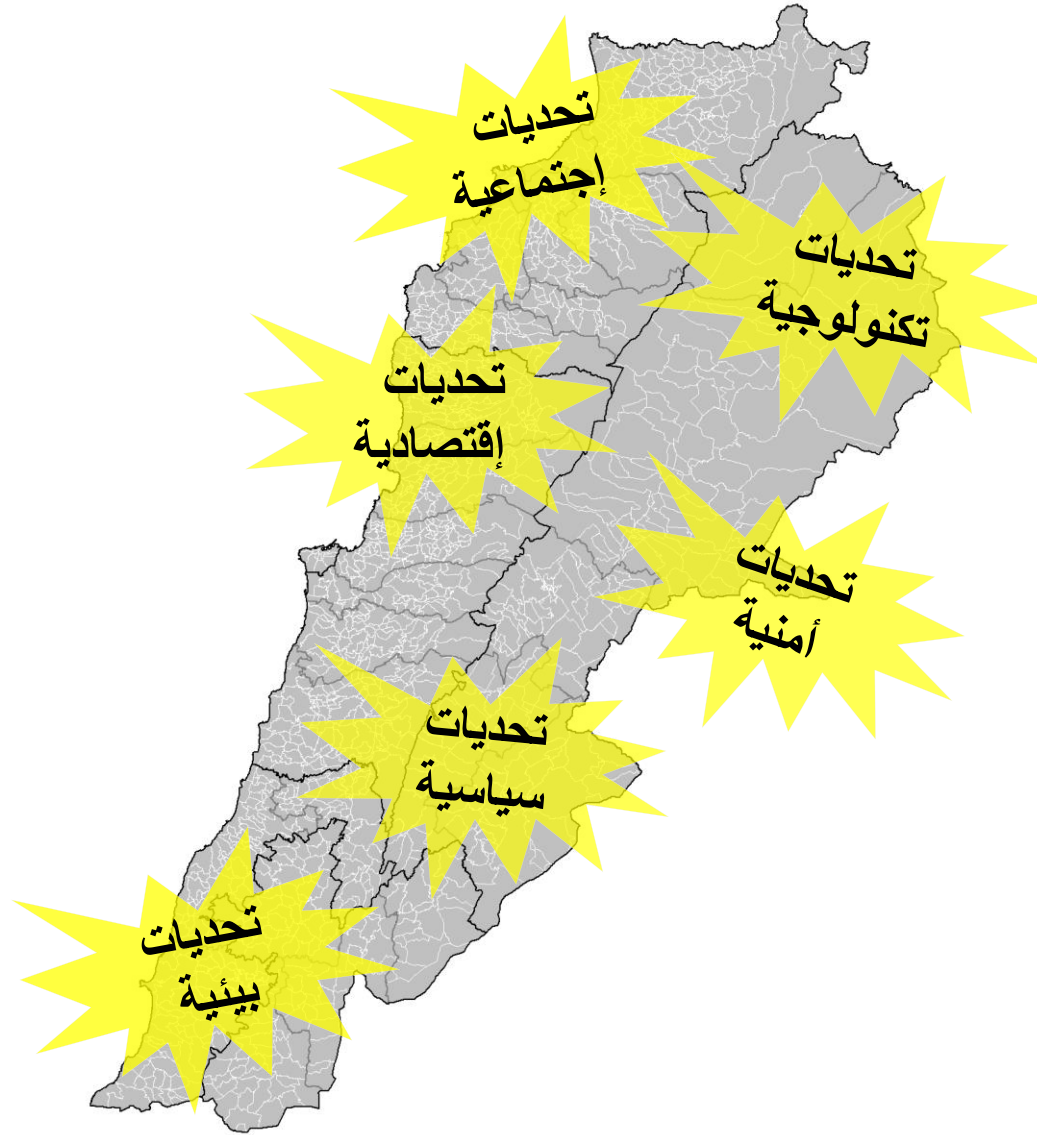 تحديات
إجتماعية
تحديات
تكنولوجية
تحديات
إقتصادية
تحديات
أمنية
تحديات
سياسية
تحديات
بيئية